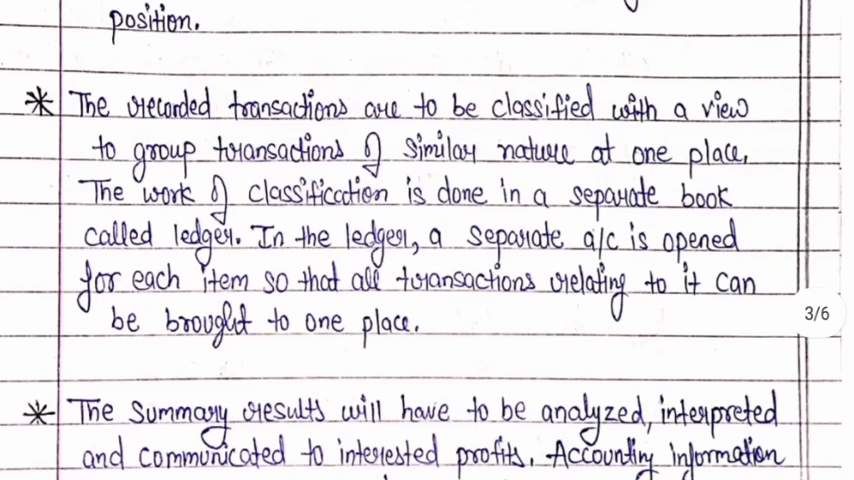 position.
* The recorded transactions are to be classified with a view
to group transactions of similar nature at one place.
The work of classification is done in a separate book
called ledger. In the ledger, a separate a/c is opened
for each item so that all transactions relating to it can
be brought to one place.
3/6
* The summary results will have to be analyzed, interpreted
and communicated to interested profits. Accounting information